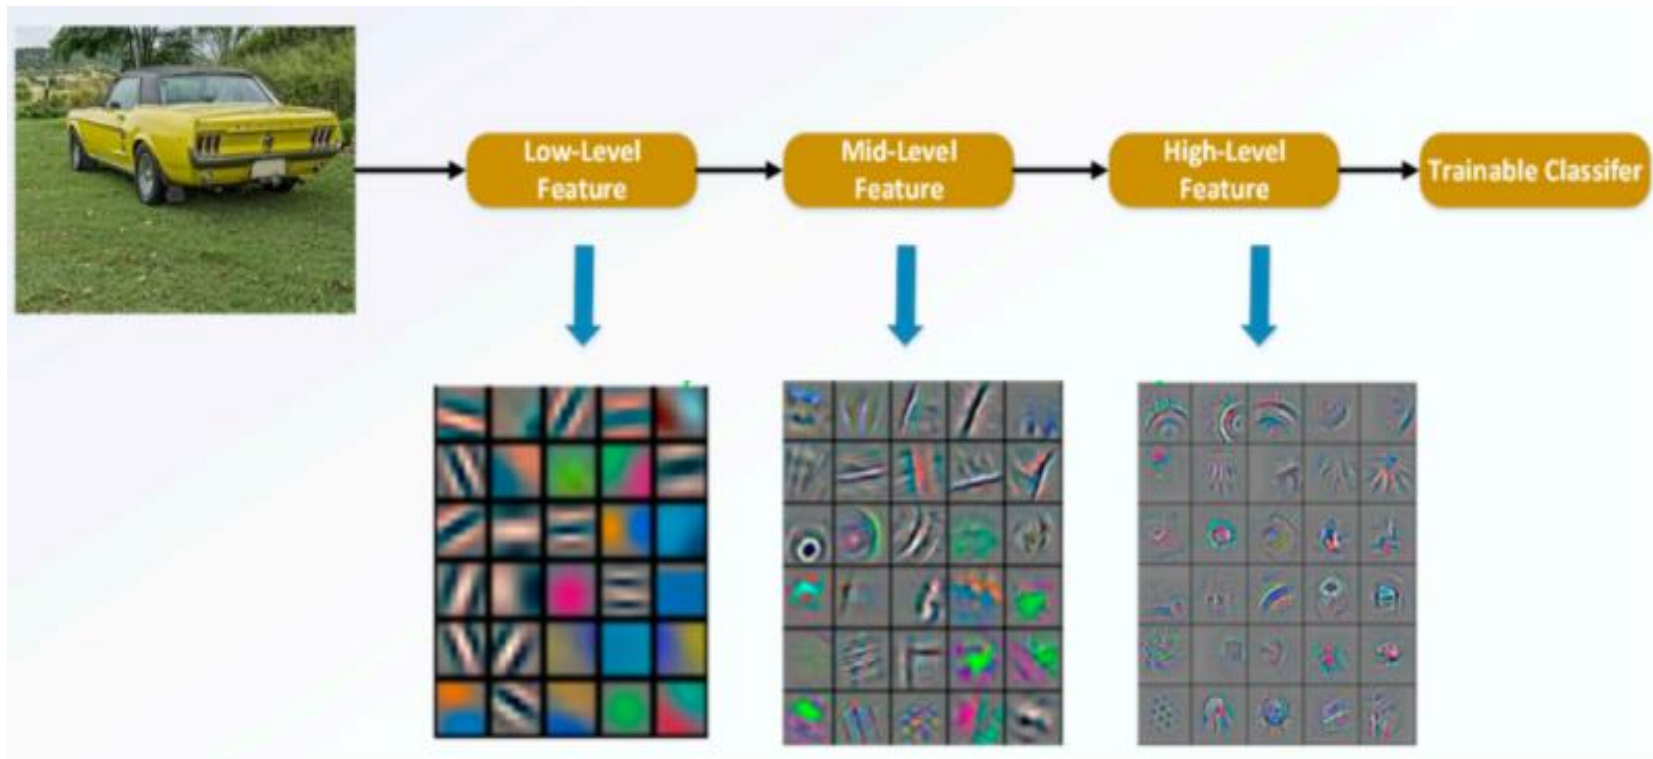 Low-Level
Feature
Mid-Level
Feature
High-Level
Feature
Trainable Classifer